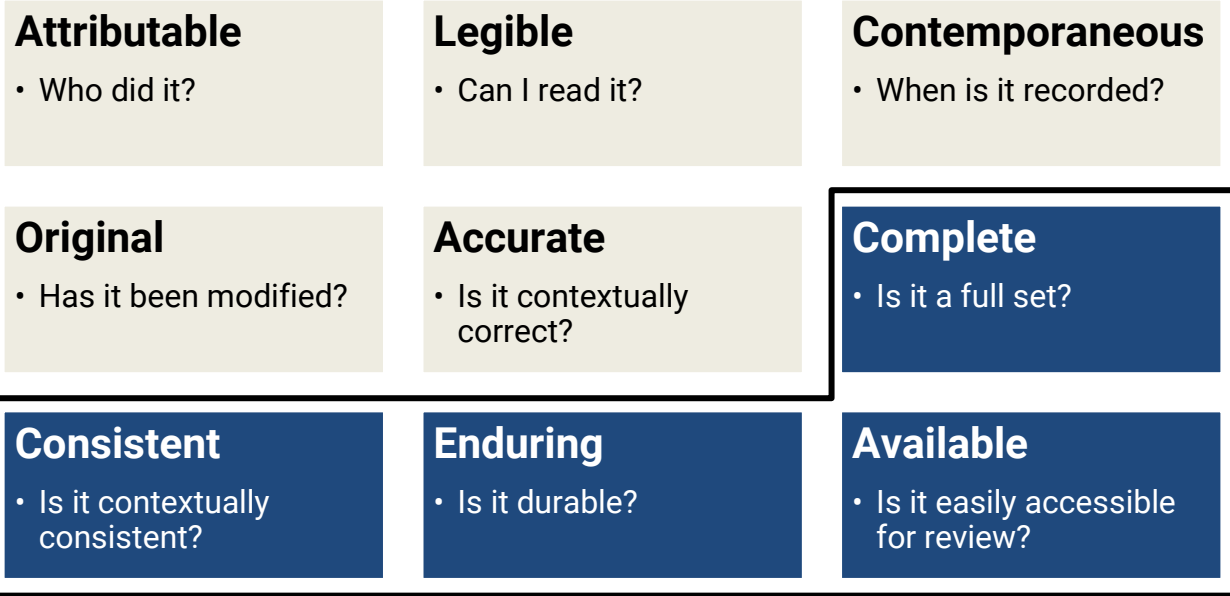 Attributable
• Who did it?
Legible
• Can I read it?
Contemporaneous
• When is it recorded?
Original
• Has it been modified?
Accurate
• Is it contextually
correct?
Complete
• Is it a full set?
Consistent
• Is it contextually
consistent?
Enduring
• Is it durable?
Available
• Is it easily accessible
for review?